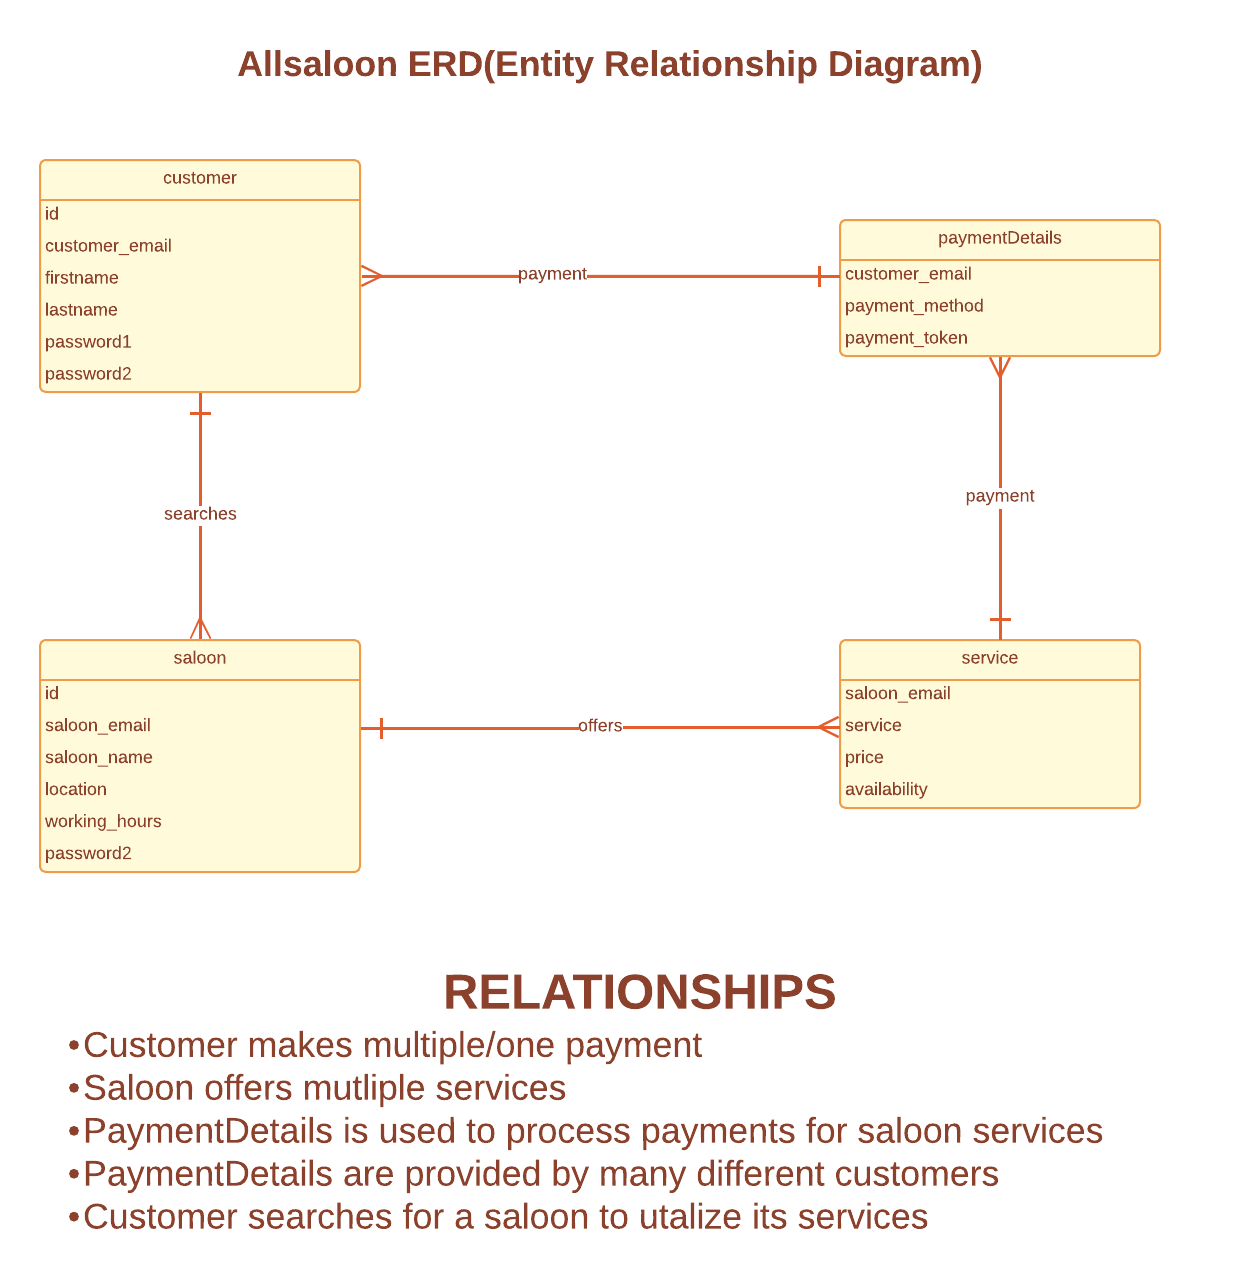 Allsaloon ERD(Entity Relationship Diagram)
customer
id
customer_email
firstname
lastname
password1
password2
payment
paymentDetails
customer_email
payment_method
payment_token
searches
payment
saloon
id
saloon_email
saloon_name
location
working_hours
password2
offers
service
saloon_email
service
price
availability
RELATIONSHIPS
•Customer makes multiple/one payment
•Saloon offers mutliple services
•PaymentDetails is used to process payments for saloon services
•PaymentDetails are provided by many different customers
•Customer searches for a saloon to utalize its services